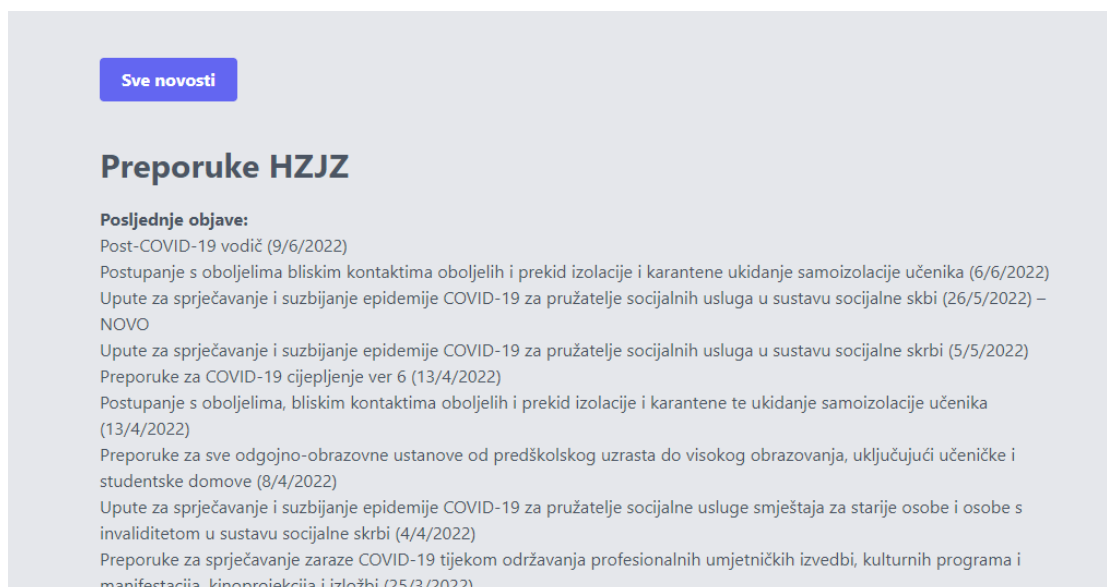 Sve novosti
Preporuke HZJZ
Posljednje objave:
Post-COVID-19 vodič (9/6/2022)
Postupanje s oboljelima bliskim kontaktima oboljelih i prekid izolacije i karantene ukidanje samoizolacije učenika (6/6/2022)
Upute za sprječavanje i suzbijanje epidemije COVID-19 za pružatelje socijalnih usluga u sustavu socijalne skbi (26/5/2022) –
NOVO
Upute za sprječavanje i suzbijanje epidemije COVID-19 za pružatelje socijalnih usluga u sustavu socijalne skrbi (5/5/2022)
Preporuke za COVID-19 cijepljenje ver 6 (13/4/2022)
Postupanje s oboljelima, bliskim kontaktima oboljelih i prekid izolacije i karantene te ukidanje samoizolacije učenika
(13/4/2022)
Preporuke za sve odgojno-obrazovne ustanove od predškolskog uzrasta do visokog obrazovanja, uključujući učeničke i
studentske domove (8/4/2022)
Upute za sprječavanje i suzbijanje epidemije COVID-19 za pružatelje socijalne usluge smještaja za starije osobe i osobe s
invaliditetom u sustavu socijalne skrbi (4/4/2022)
Preporuke za sprječavanje zaraze COVID-19 tijekom održavanja profesionalnih umjetničkih izvedbi, kulturnih programa i
manifestacija, kinoprojekcija i izložbi (25/3/2022)